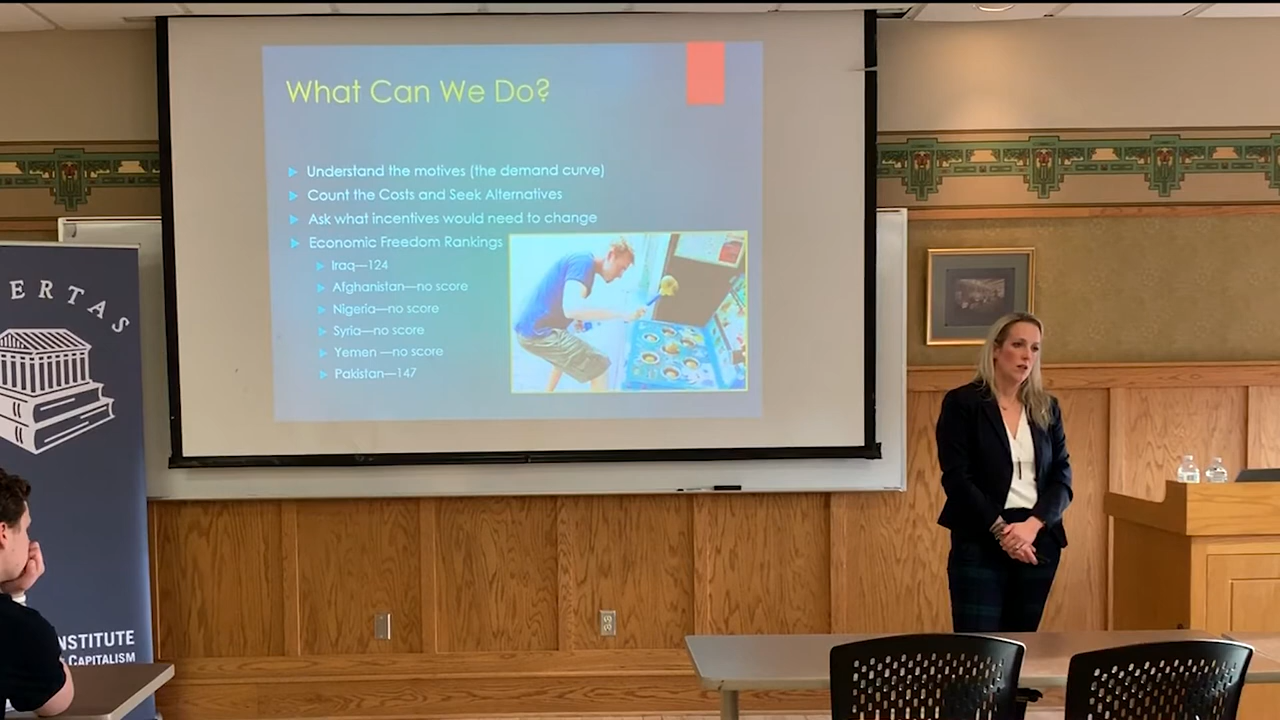 What Can We Do?
Understand the motives (the demand curve)
Count the Costs and Seek Alternatives
Ask what incentives would need to change
Economic Freedom Rankings
Iraq—124
Afghanistan—no score
Nigeria—no score
Syria—no score
Yemen —no score
Pakistan—147
ERTAS
NSTITUTE
& CAPITALISM